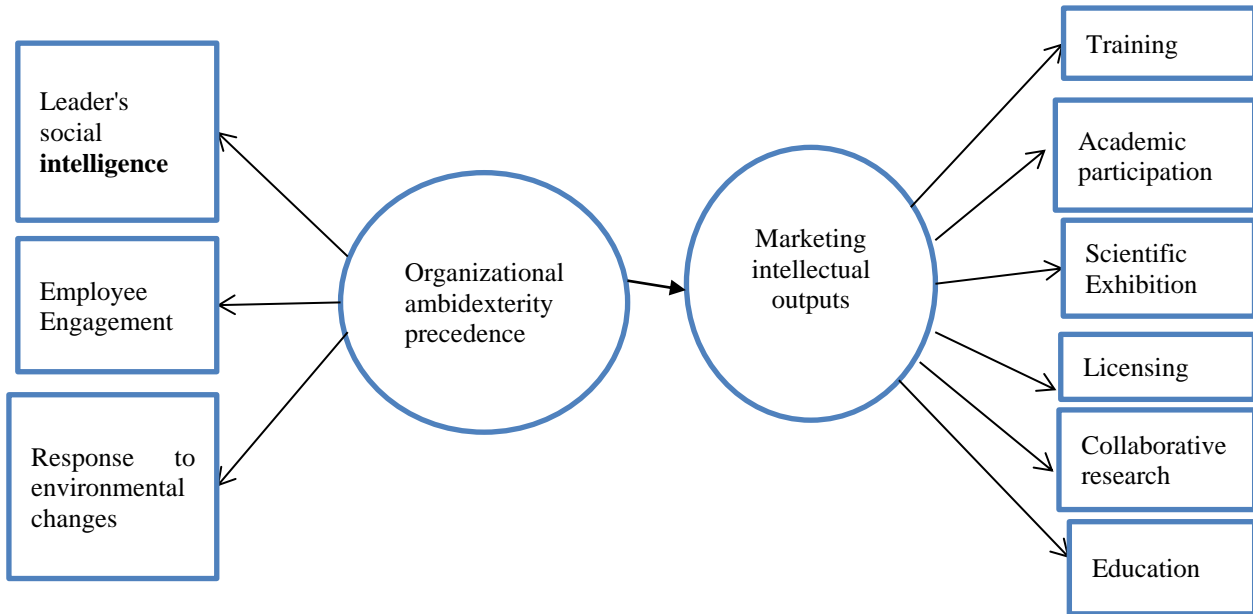 Leader's
social
intelligence
Employee
Engagement
Response to
environmental
changes
Organizational
ambidexterity
precedence
Marketing
intellectual
outputs
Training
Academic
participation
Scientific
Exhibition
Licensing
Collaborative
research
Education